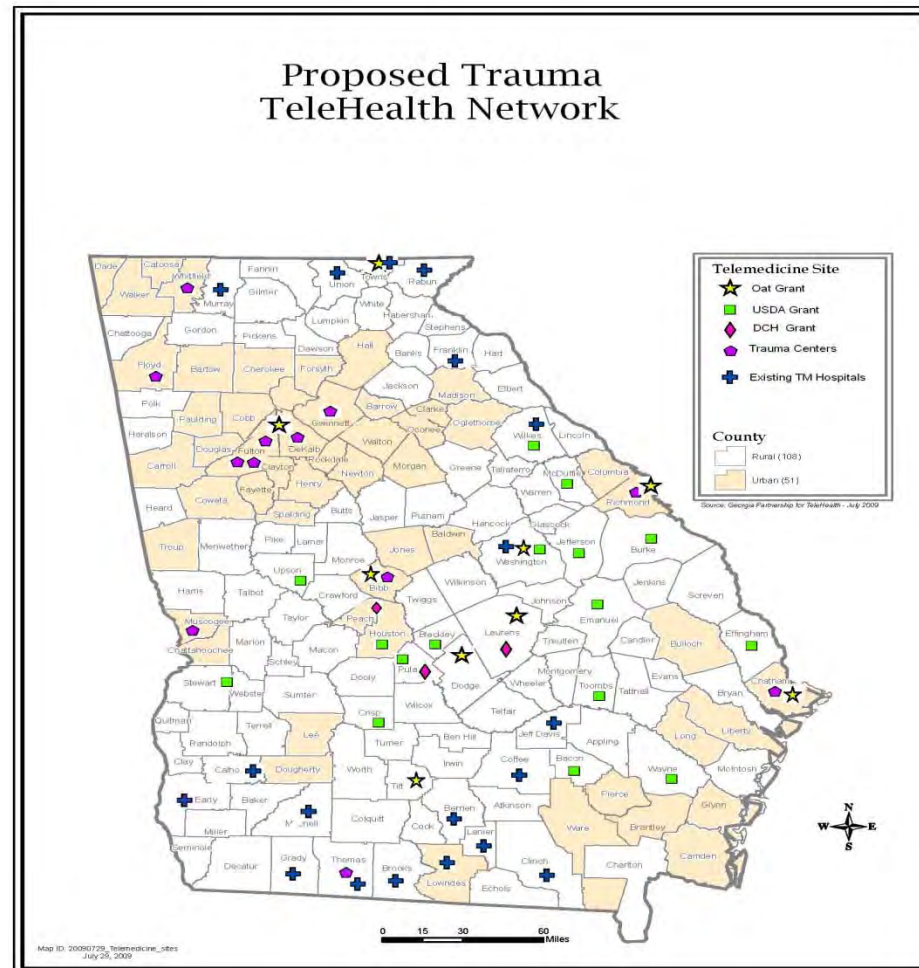 Proposed Trauma
TeleHealth Network
Telemedicine Site
Oat Grant
USDA Grant
DCH Grant
Trauma Centers
Existing TM Hospitals
County
Rural (108)
Urban (51)
Source: Georgia Partnership for TeleHealth - July 2009
Dade
Catoosa
Whitfield
Walker
Murray
Fannin
Gilmer
Union
Towns
Rabun
White
Habersham
Lumpkin
Stephens
Chattooga
Gordon
Pickens
Dawson
Hall
Banks
Franklin
Hart
Floyd
Bartow
Cherokee
Forsyth
Jackson
Madison
Elbert
Polk
Paulding
Cobb
Gwinnett
Barrow
Clarke
Oglethorpe
Wilkes
Lincoln
Haralson
Douglas
Fulton
DeKalb
Rockdale
Walton
Oconee
Morgan
Greene
Taliaferro
McDuffie
Columbia
Richmond
Carroll
Clayton
Fayette
Henry
Newton
Warren
Heard
Coweta
Spalding
Butts
Jasper
Putnam
Hancock
Glascock
Jefferson
Burke
Troup
Meriwether
Pike
Lamar
Monroe
Jones
Baldwin
Washington
Upson
Bibb
Wilkinson
Johnson
Jenkins
Screven
Harris
Talbot
Crawford
Twiggs
Emanuel
Taylor
Peach
Houston
Bleckley
Laurens
Treutlen
Candler
Bulloch
Effingham
Muscogee
Chattahoochee
Marion
Macon
Schley
Dooly
Pula
Dodge
Wheeler
Montgomery
Toombs
Tattnall
Evans
Bryan
Chatham
Stewart
Webster
Sumter
Crisp
Wilcox
Telfair
Quitman
Randolph
Terrell
Lee
Turner
Ben Hill
Jeff Davis
Appling
Long
Liberty
Clay
Calho
Dougherty
Worth
Tift
Irwin
Coffee
Bacon
Wayne
McIntosh
Early
Baker
Colquitt
Cook
Berrien
Atkinson
Pierce
Ware
Brantley
Glynn
Miller
Lanier
Seminole
Decatur
Grady
Thomas
Brooks
Lowndes
Clinch
Echols
Charlton
Camden
N
W
E
S
0
15
30
60
Miles
Map ID: 20090729_Telemedicine_sites
July 29, 2009